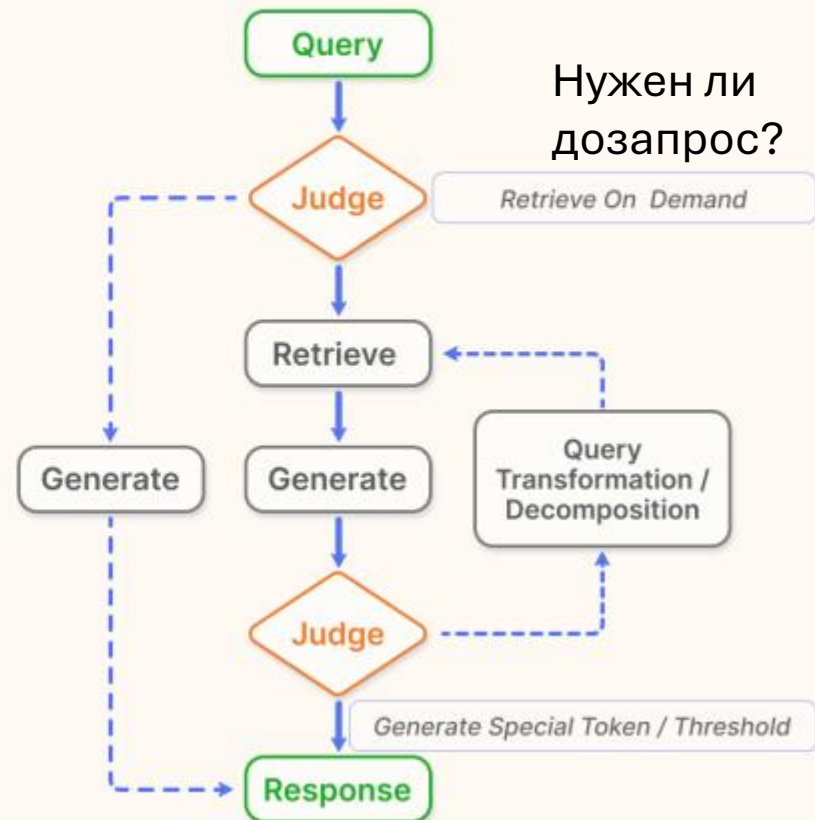 Query
Нужен ли
дозапрос?
Judge
Retrieve On Demand
Retrieve
Generate
Generate
Query
Transformation /
Decomposition
Judge
Generate Special Token / Threshold
Response